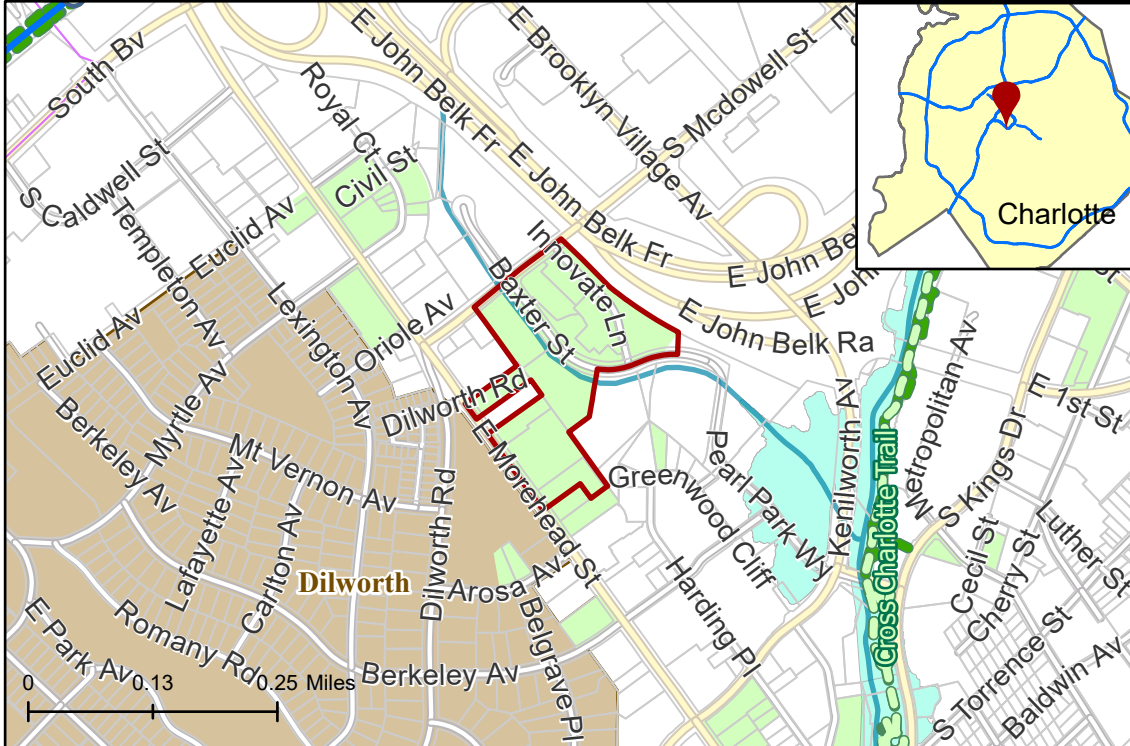 South Bv
E John Belk Fr
E Brooklyn Village Av
S Mcdowell St
E
Charlotte
Royal Ct
Civil St
S Caldwell St
Templeton Av
Euclid Av
E John Belk Fr
E John Bel
E John
St
Innovate Ln
Baxter St
Lexington Av
Oriole Av
E John Belk Ra
Euclid Av
Myrtle Av
Berkeley Av
Dilworth Rd
E Morehead St
Mt Vernon Av
Lafayette Av
Carlton Av
Dilworth Rd
Greenwood Cliff
Pearl Park Wy
Kenilworth Av
Cross Charlotte Trail
Metropolitan Av
M
E 1st St
S Kings Dr
Luther St
Cecil St
Cherry St
Dilworth
Arosa Av
Harding Pl
Belgrave Pl
Romany Rd
E Park Av
Berkeley Av
S Torrence St
Baldwin Av
0 0.13 0.25 Miles